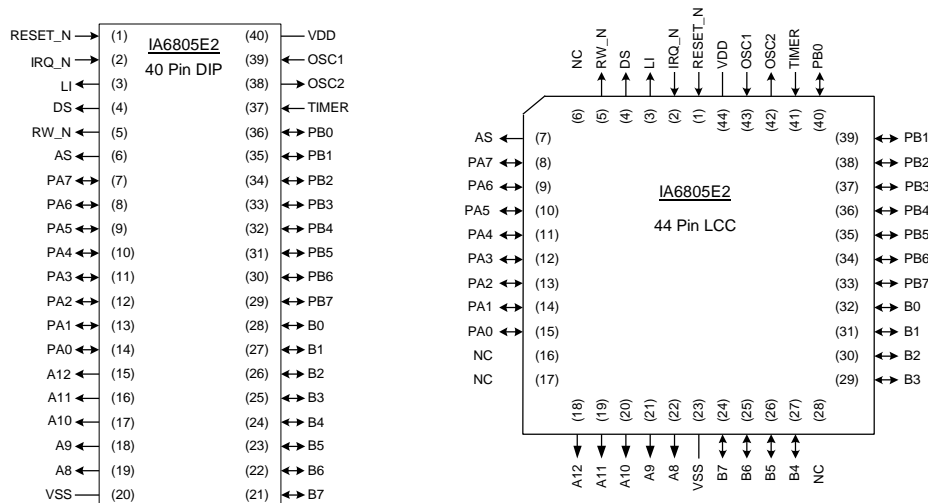 IA6805E2
40 Pin DIP
RESET_N (1) (40) VDD
IRQ_N (2) (39) OSC1
LI (3) (38) OSC2
DS (4) (37) TIMER
RW_N (5) (36) PB0
AS (6) (35) PB1
PA7 (7) (34) PB2
PA6 (8) (33) PB3
PA5 (9) (32) PB4
PA4 (10) (31) PB5
PA3 (11) (30) PB6
PA2 (12) (29) PB7
PA1 (13) (28) B0
PA0 (14) (27) B1
A12 (15) (26) B2
A11 (16) (25) B3
A10 (17) (24) B4
A9 (18) (23) B5
A8 (19) (22) B6
VSS (20) (21) B7
NC RW_N DS LI IRQ_N RESET_N VDD OSC1 OSC2 TIMER PB0
(6) (5) (4) (3) (2) (1) (44) (43) (42) (41) (40)
AS (7) (39) PB1
PA7 (8) (38) PB2
PA6 (9) (37) PB3
PA5 (10) (36) PB4
PA4 (11) (35) PB5
PA3 (12) (34) PB6
PA2 (13) (33) PB7
PA1 (14) (32) B0
PA0 (15) (31) B1
NC (16) (30) B2
NC (17) (29) B3
IA6805E2
44 Pin LCC
(18) (19) (20) (21) (22) (23) (24) (25) (26) (27) (28)
A12 A11 A10 A9 A8 VSS B7 B6 B5 B4 NC